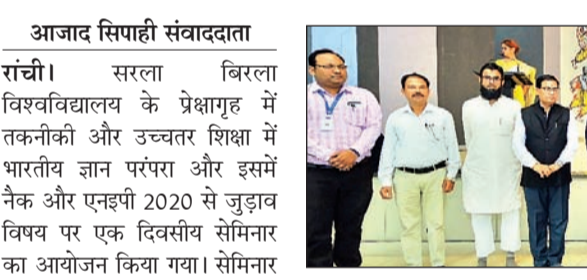 आजाद सिपाही संवाददाता
रांची। सरला बिरला
विश्वविद्यालय के प्रेक्षागृह में
तकनीकी और उच्चतर शिक्षा में
भारतीय ज्ञान परंपरा और इसमें
नैक और एनइपी 2020 से जुड़ाव
विषय पर एक दिवसीय सेमिनार
का आयोजन किया गया। सेमिनार